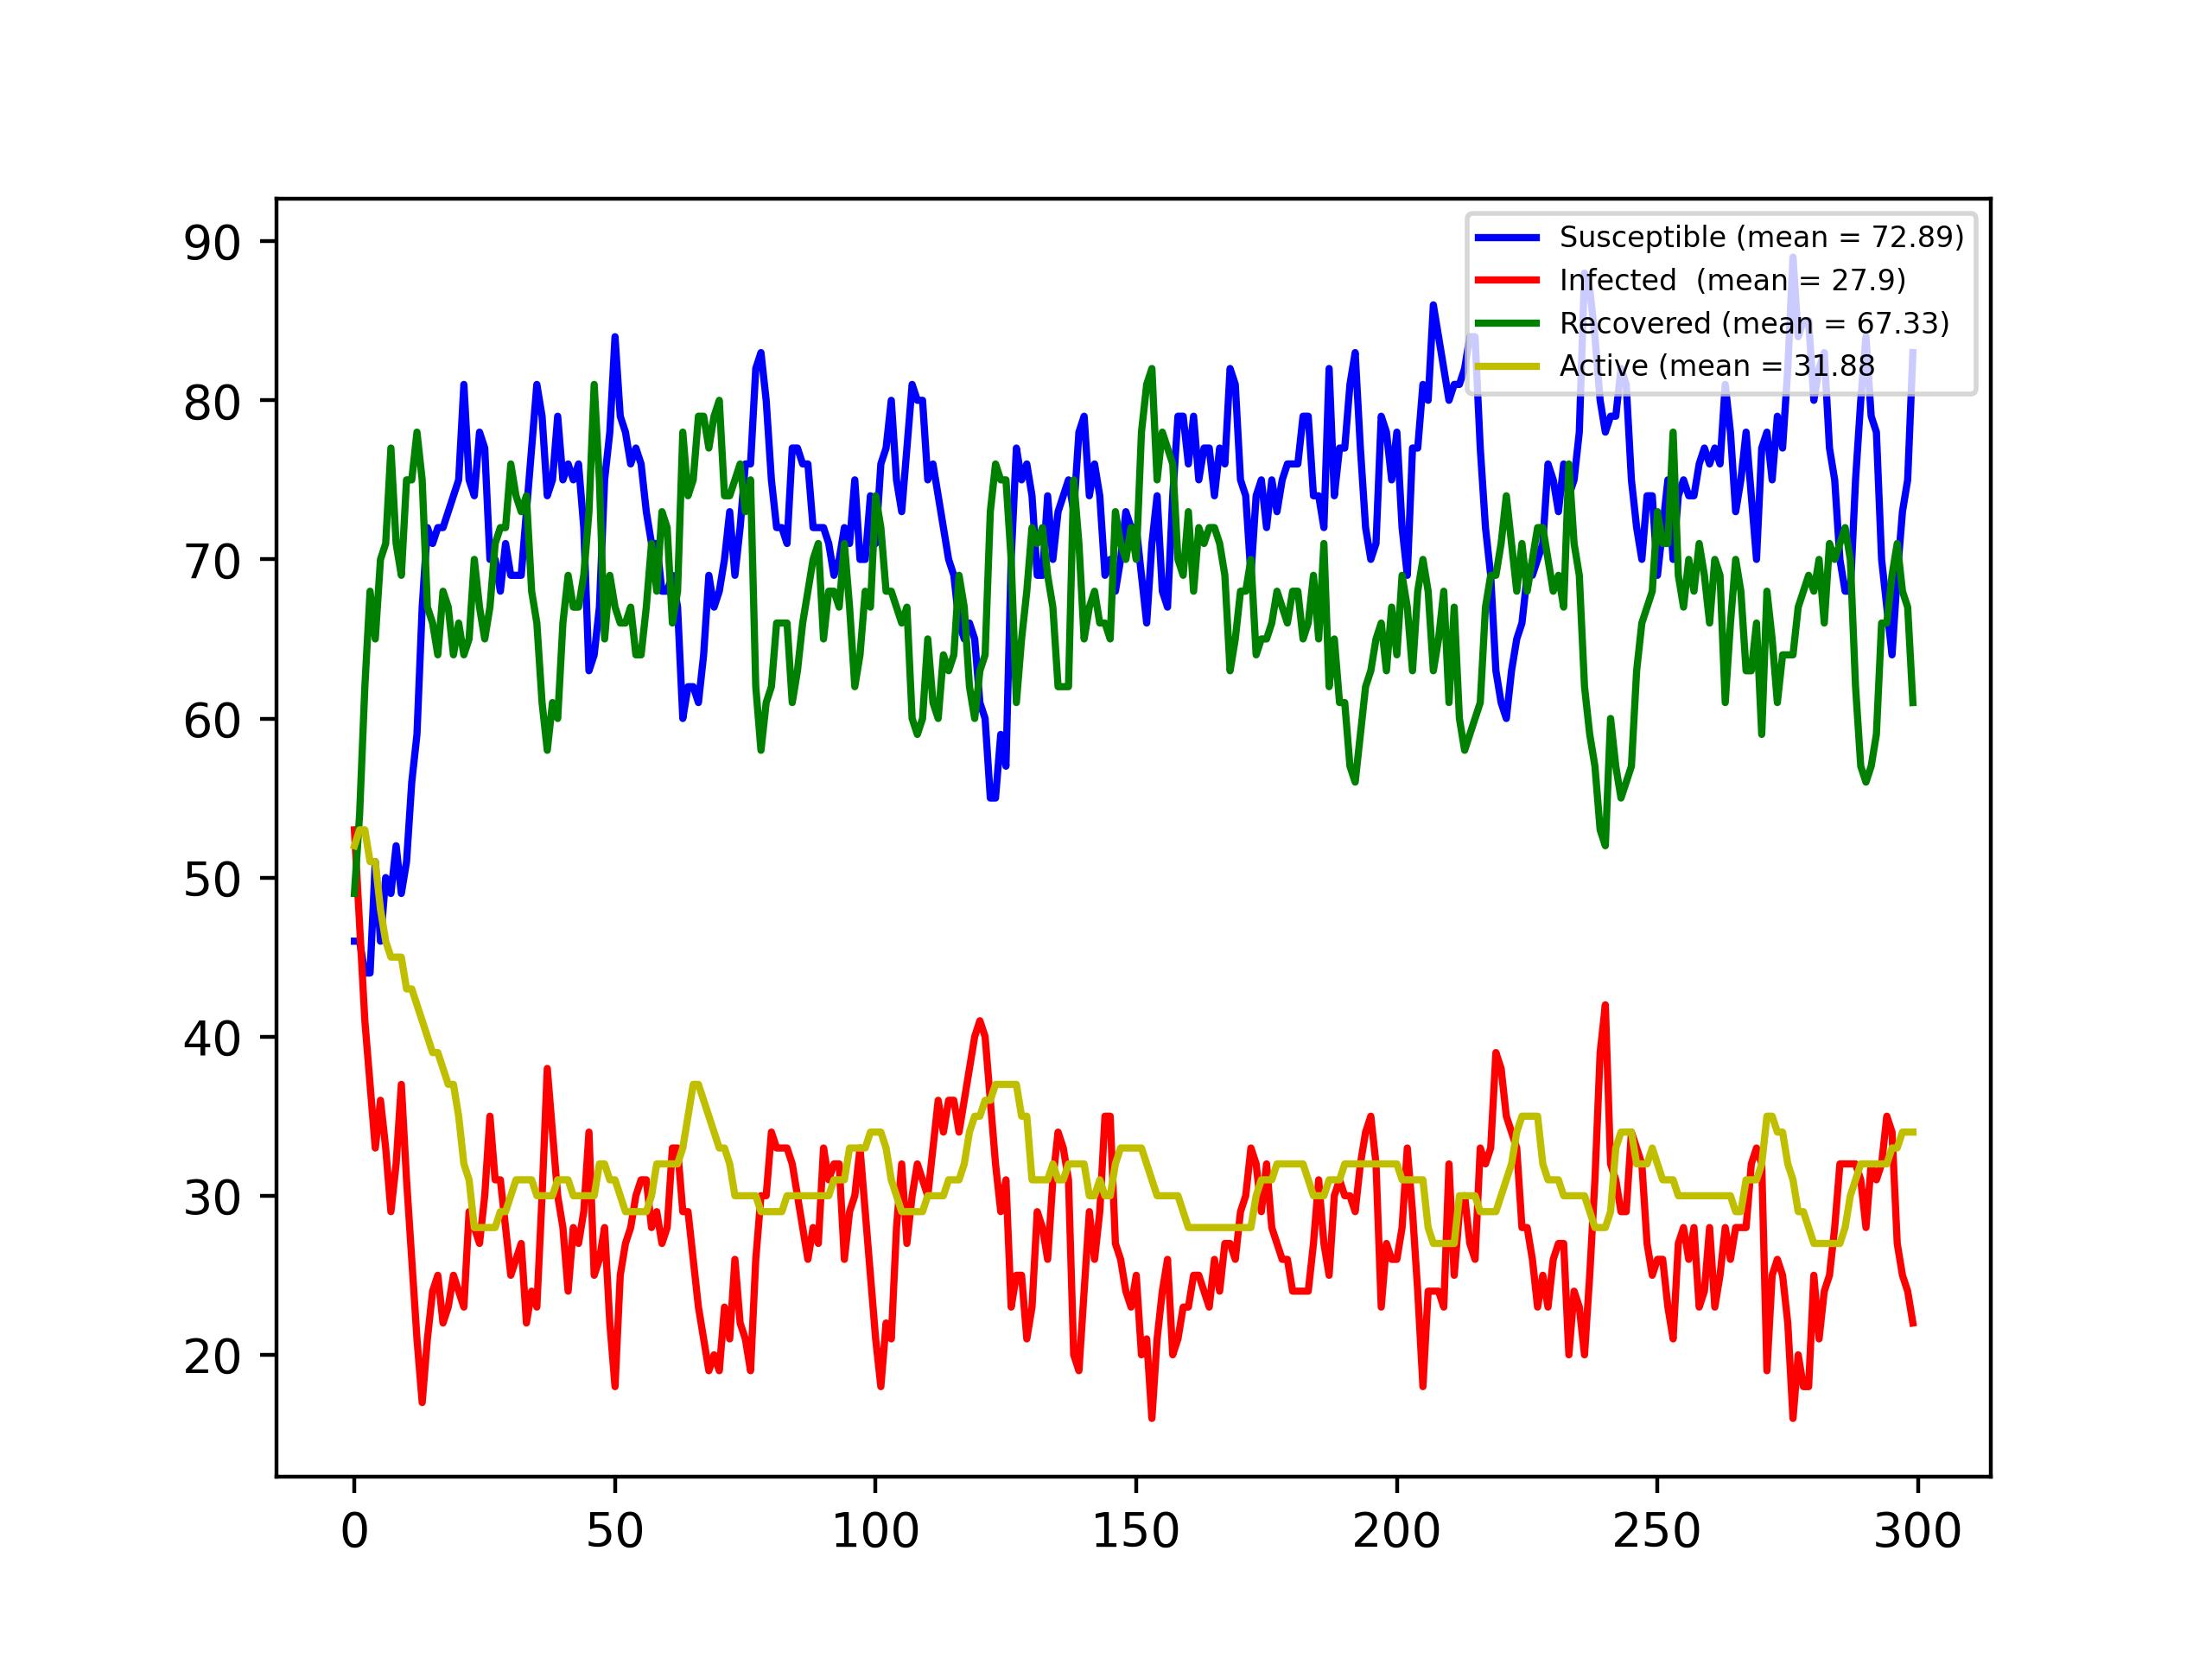 90
80
70
60
50
40
30
20
0 50 100 150 200 250 300
Susceptible (mean = 72.89)
Infected  (mean = 27.9)
Recovered (mean = 67.33)
Active (mean = 31.88